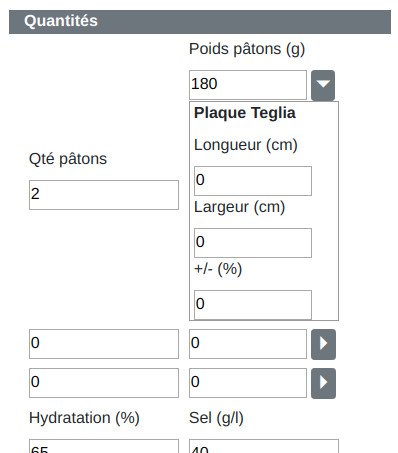 Quantités
Poids pâtons (g)
180
Plaque Teglia
Longueur (cm)
0
Largeur (cm)
0
+/- (%)
0
Qté pâtons
2
0 0
0 0
Hydratation (%) Sel (g/l)
65 40